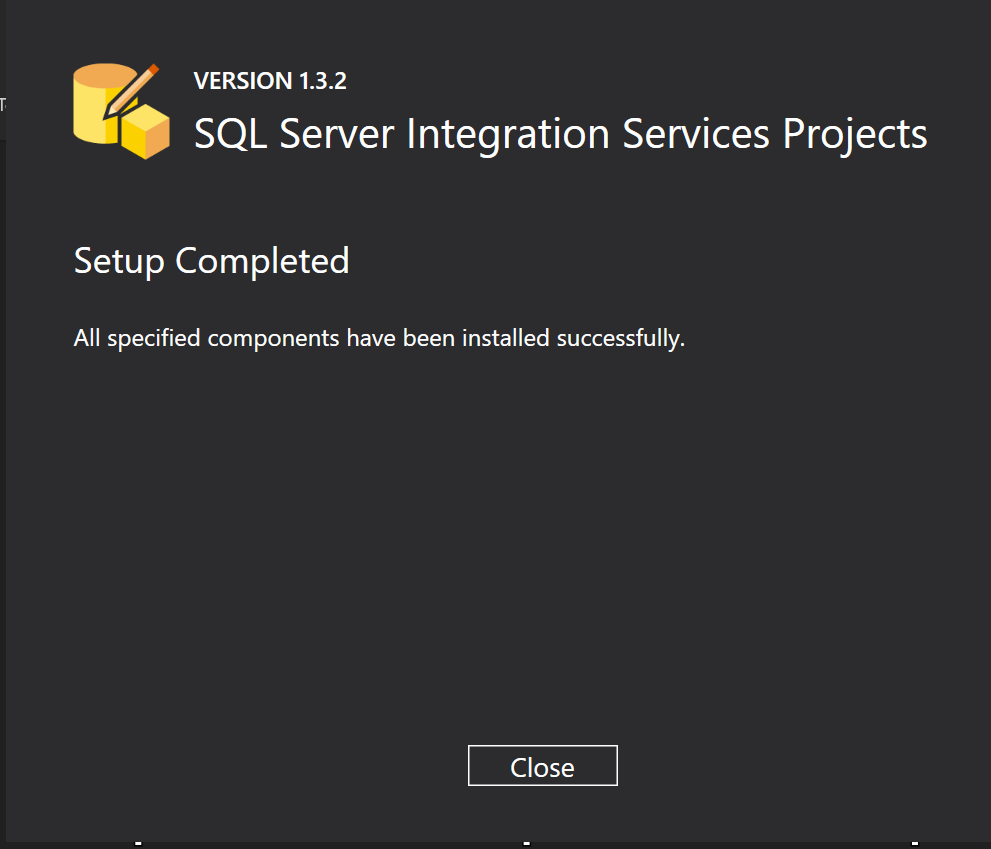 VERSION 1.3.2
SQL Server Integration Services Projects
Setup Completed
All specified components have been installed successfully.
Close